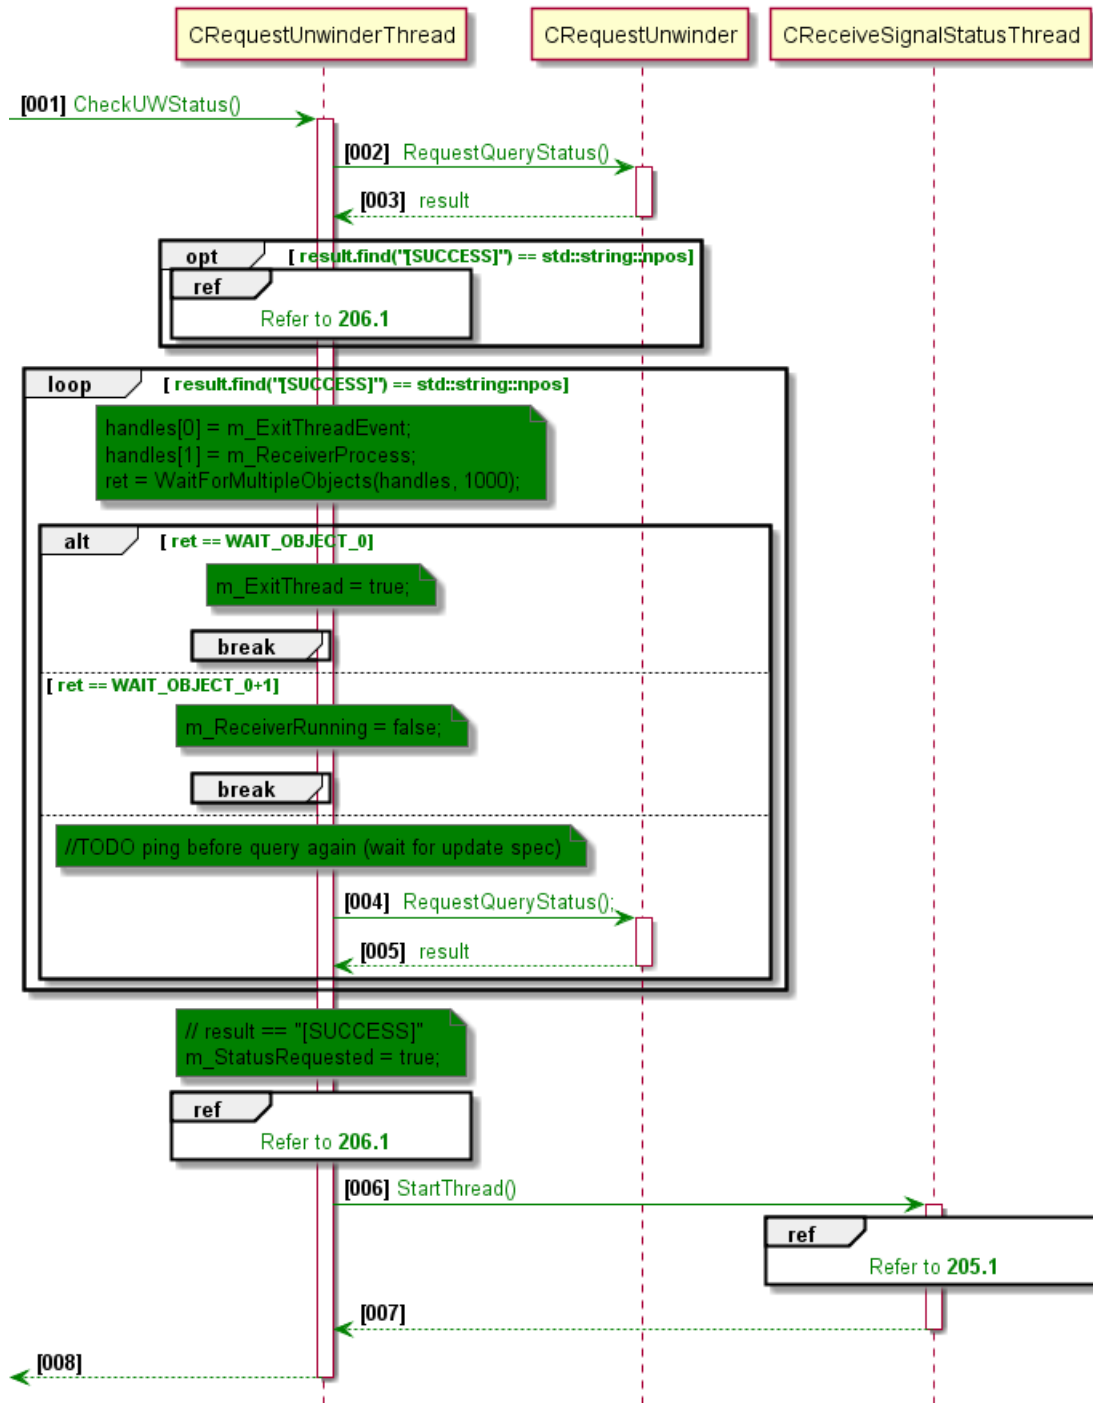 CRequestUnwinderThread
CRequestUnwinder
CReceiveSignalStatusThread
[001] CheckUWStatus()
[002] RequestQueryStatus()
[003] result
opt [ result.find("[SUCCESS]") == std::string::npos]
ref
Refer to 206.1
loop [ result.find("[SUCCESS]") == std::string::npos]
handles[0] = m_ExitThreadEvent;
handles[1] = m_ReceiverProcess;
ret = WaitForMultipleObjects(handles, 1000);
alt [ ret == WAIT_OBJECT_0]
m_ExitThread = true;
break
[ ret == WAIT_OBJECT_0+1]
m_ReceiverRunning = false;
break
//TODO ping before query again (wait for update spec)
[004] RequestQueryStatus();
[005] result
// result == "[SUCCESS]"
m_StatusRequested = true;
ref
Refer to 206.1
[006] StartThread()
ref
Refer to 205.1
[007]
[008]